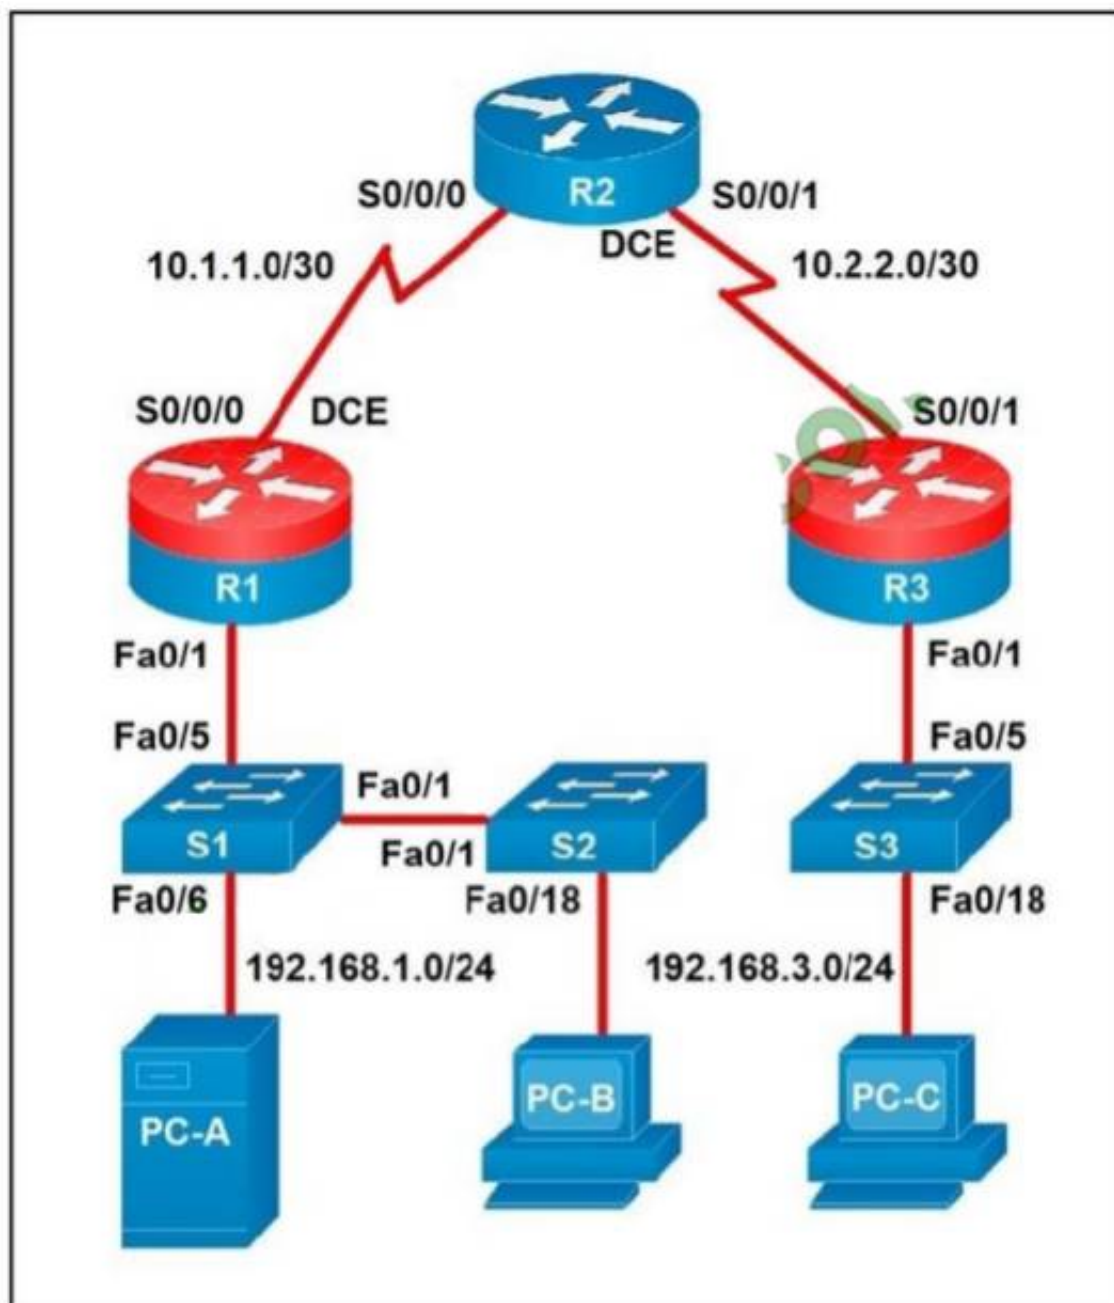 R2
S0/0/0
S0/0/1
DCE
10.1.1.0/30
10.2.2.0/30
S0/0/0
DCE
S0/0/1
R1
R3
Fa0/1
Fa0/1
Fa0/5
Fa0/5
Fa0/1
S1
Fa0/1
S2
S3
Fa0/6
Fa0/18
Fa0/18
192.168.1.0/24
192.168.3.0/24
PC-A
PC-B
PC-C